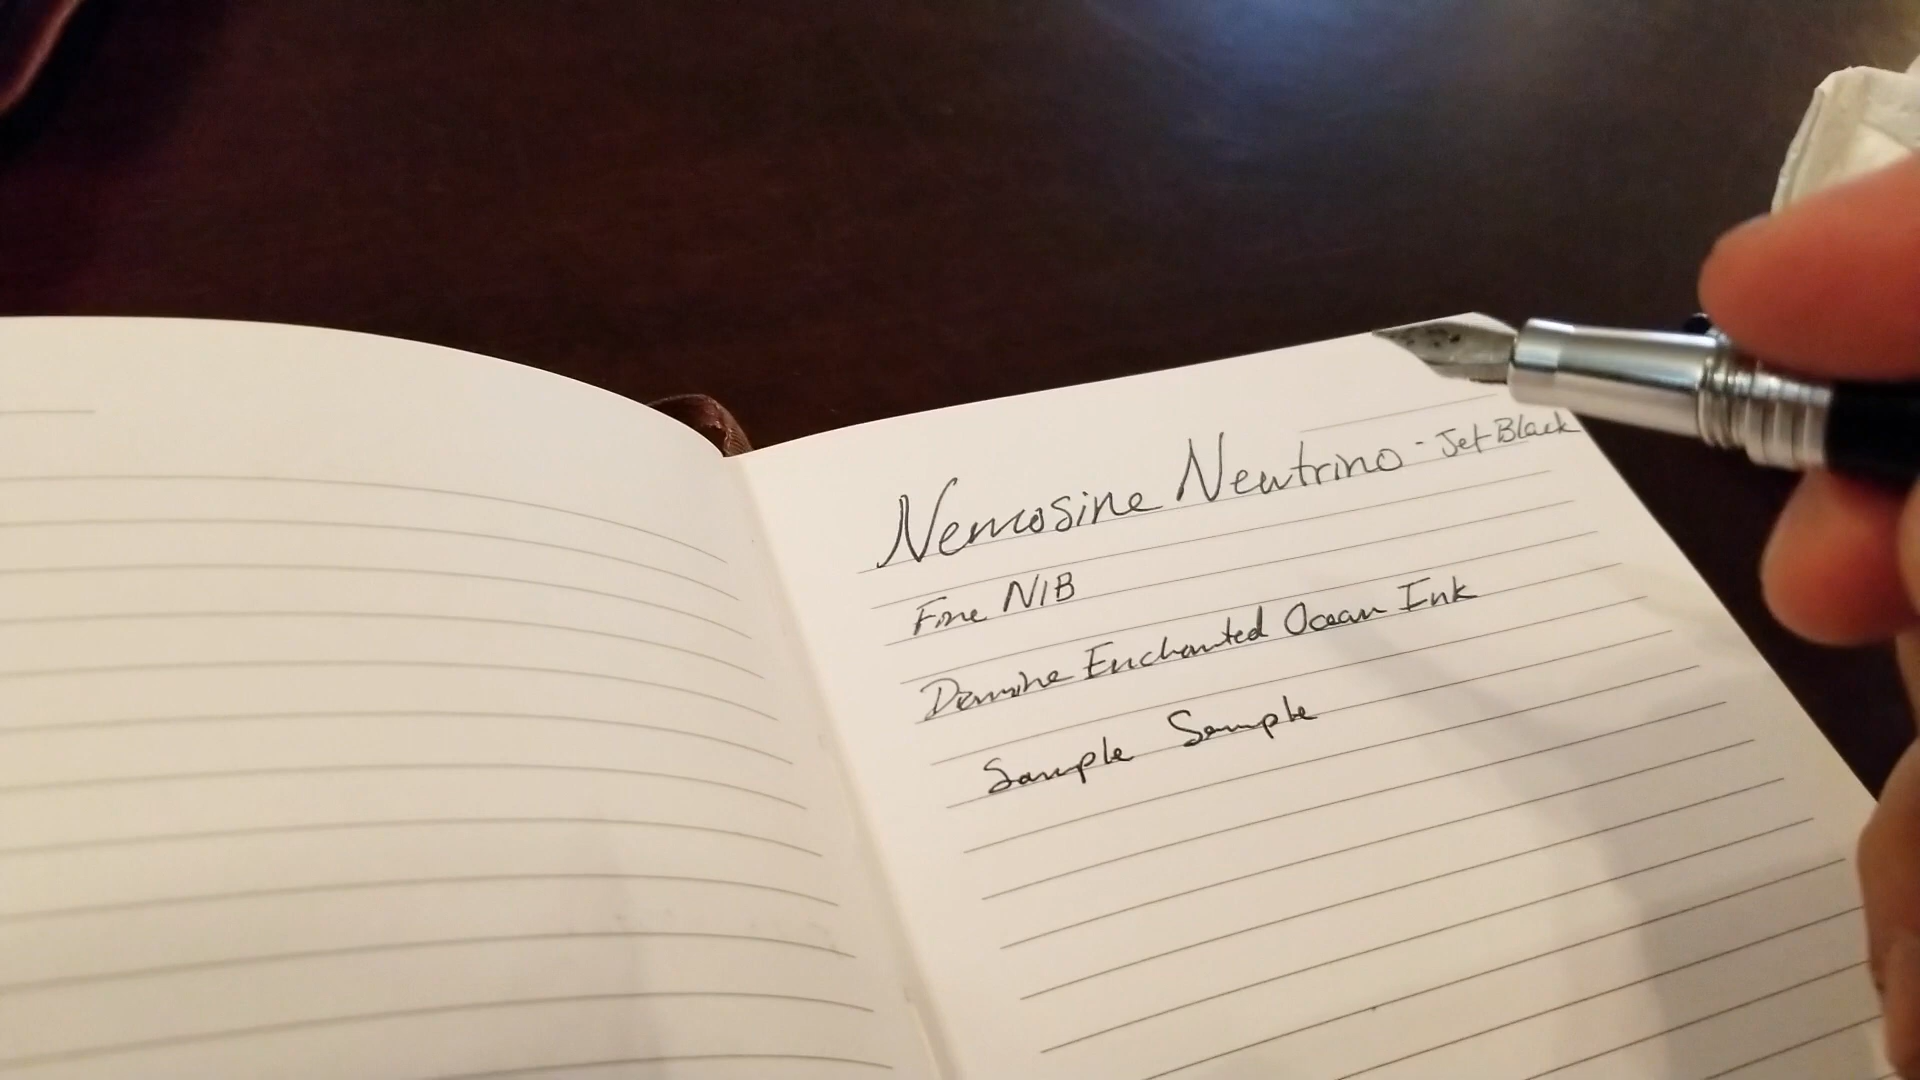 Nemosine Neutrino - Jet Black
Fine NIB
Diamine Enchanted Ocean Ink
Sample Sample